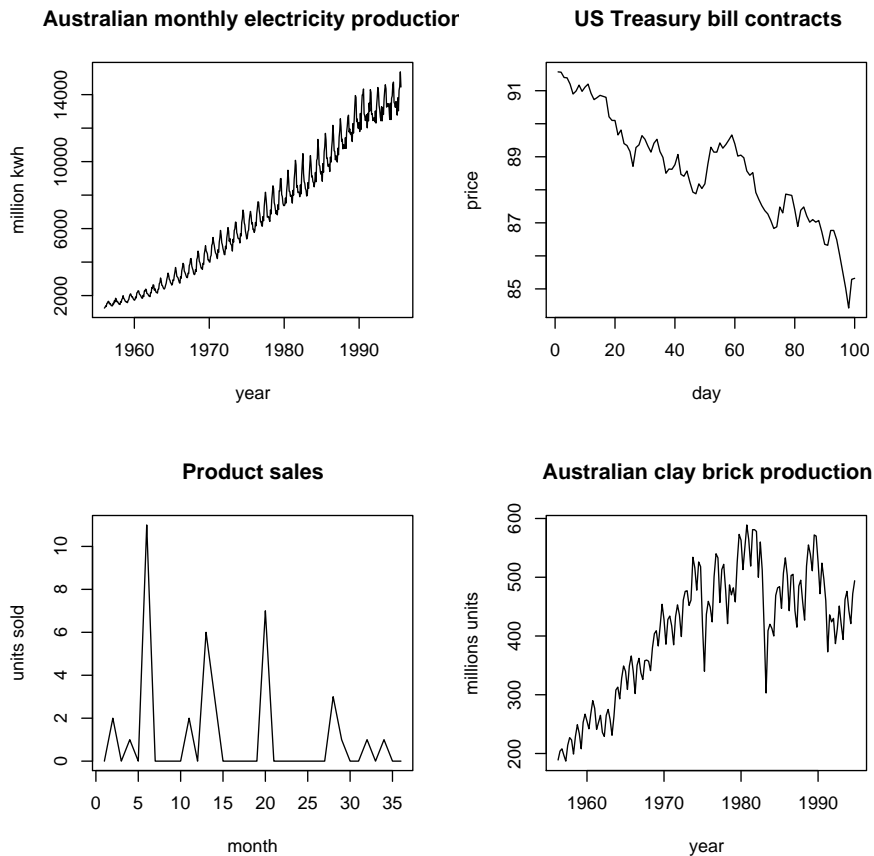 Australian monthly electricity production
million kwh
14000
10000
6000
2000
1960 1970 1980 1990
year
US Treasury bill contracts
price
91
89
87
85
0 20 40 60 80 100
day
Product sales
units sold
10
8
6
4
2
0
0 5 10 15 20 25 30 35
month
Australian clay brick production
millions units
600
500
400
300
200
1960 1970 1980 1990
year